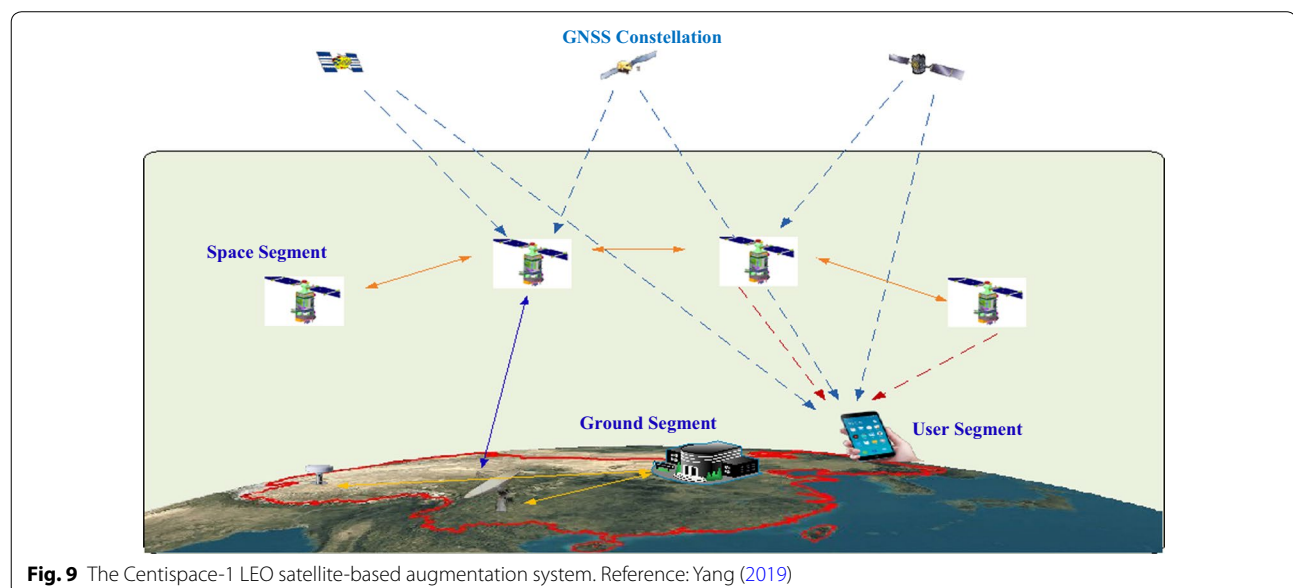 GNSS Constellation
Space Segment
Ground Segment
User Segment
Fig. 9 The Centispace-1 LEO satellite-based augmentation system. Reference: Yang (2019)